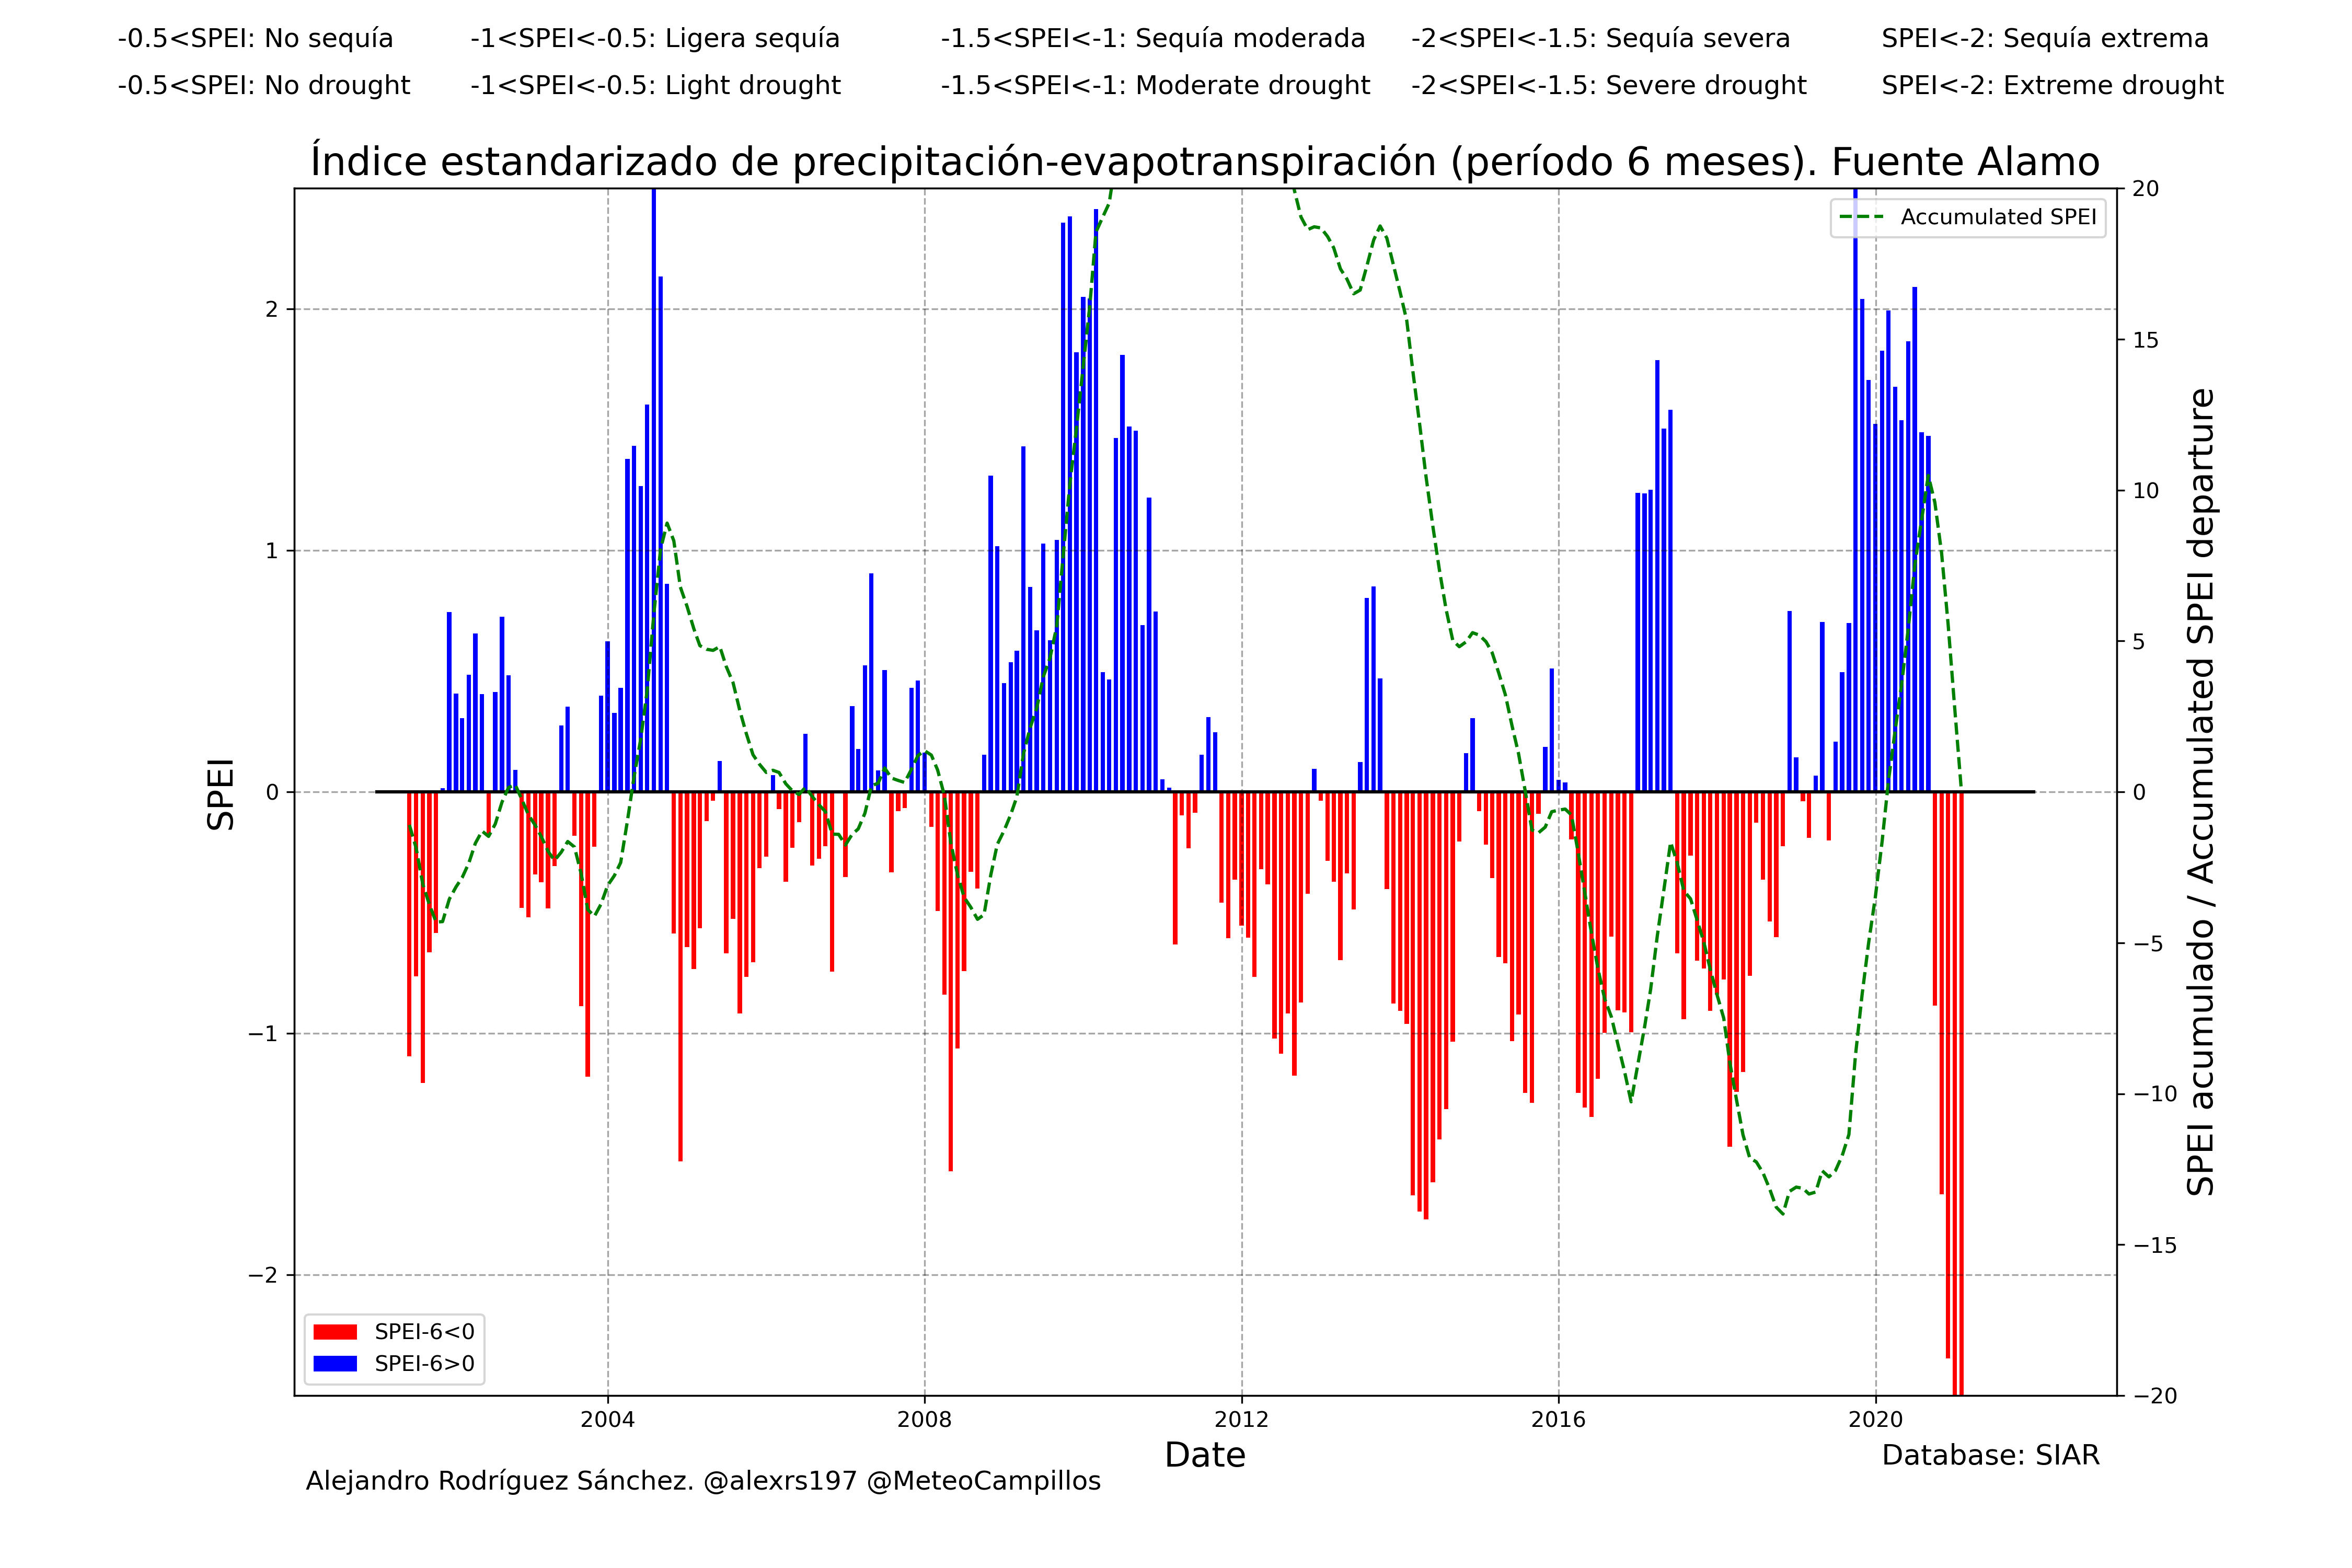 -0.5<SPEI: No sequía -1<SPEI<-0.5: Ligera sequía -1.5<SPEI<-1: Sequía moderada -2<SPEI<-1.5: Sequía severa SPEI<-2: Sequía extrema
-0.5<SPEI: No drought -1<SPEI<-0.5: Light drought -1.5<SPEI<-1: Moderate drought -2<SPEI<-1.5: Severe drought SPEI<-2: Extreme drought
Índice estandarizado de precipitación-evapotranspiración (período 6 meses). Fuente Alamo
Accumulated SPEI
2
1
0
−1
−2
SPEI
20
15
10
5
0
−5
−10
−15
−20
SPEI acumulado / Accumulated SPEI departure
SPEI-6<0
SPEI-6>0
2004 2008 2012 2016 2020
Date
Database: SIAR
Alejandro Rodríguez Sánchez. @alexrs197 @MeteoCampillos